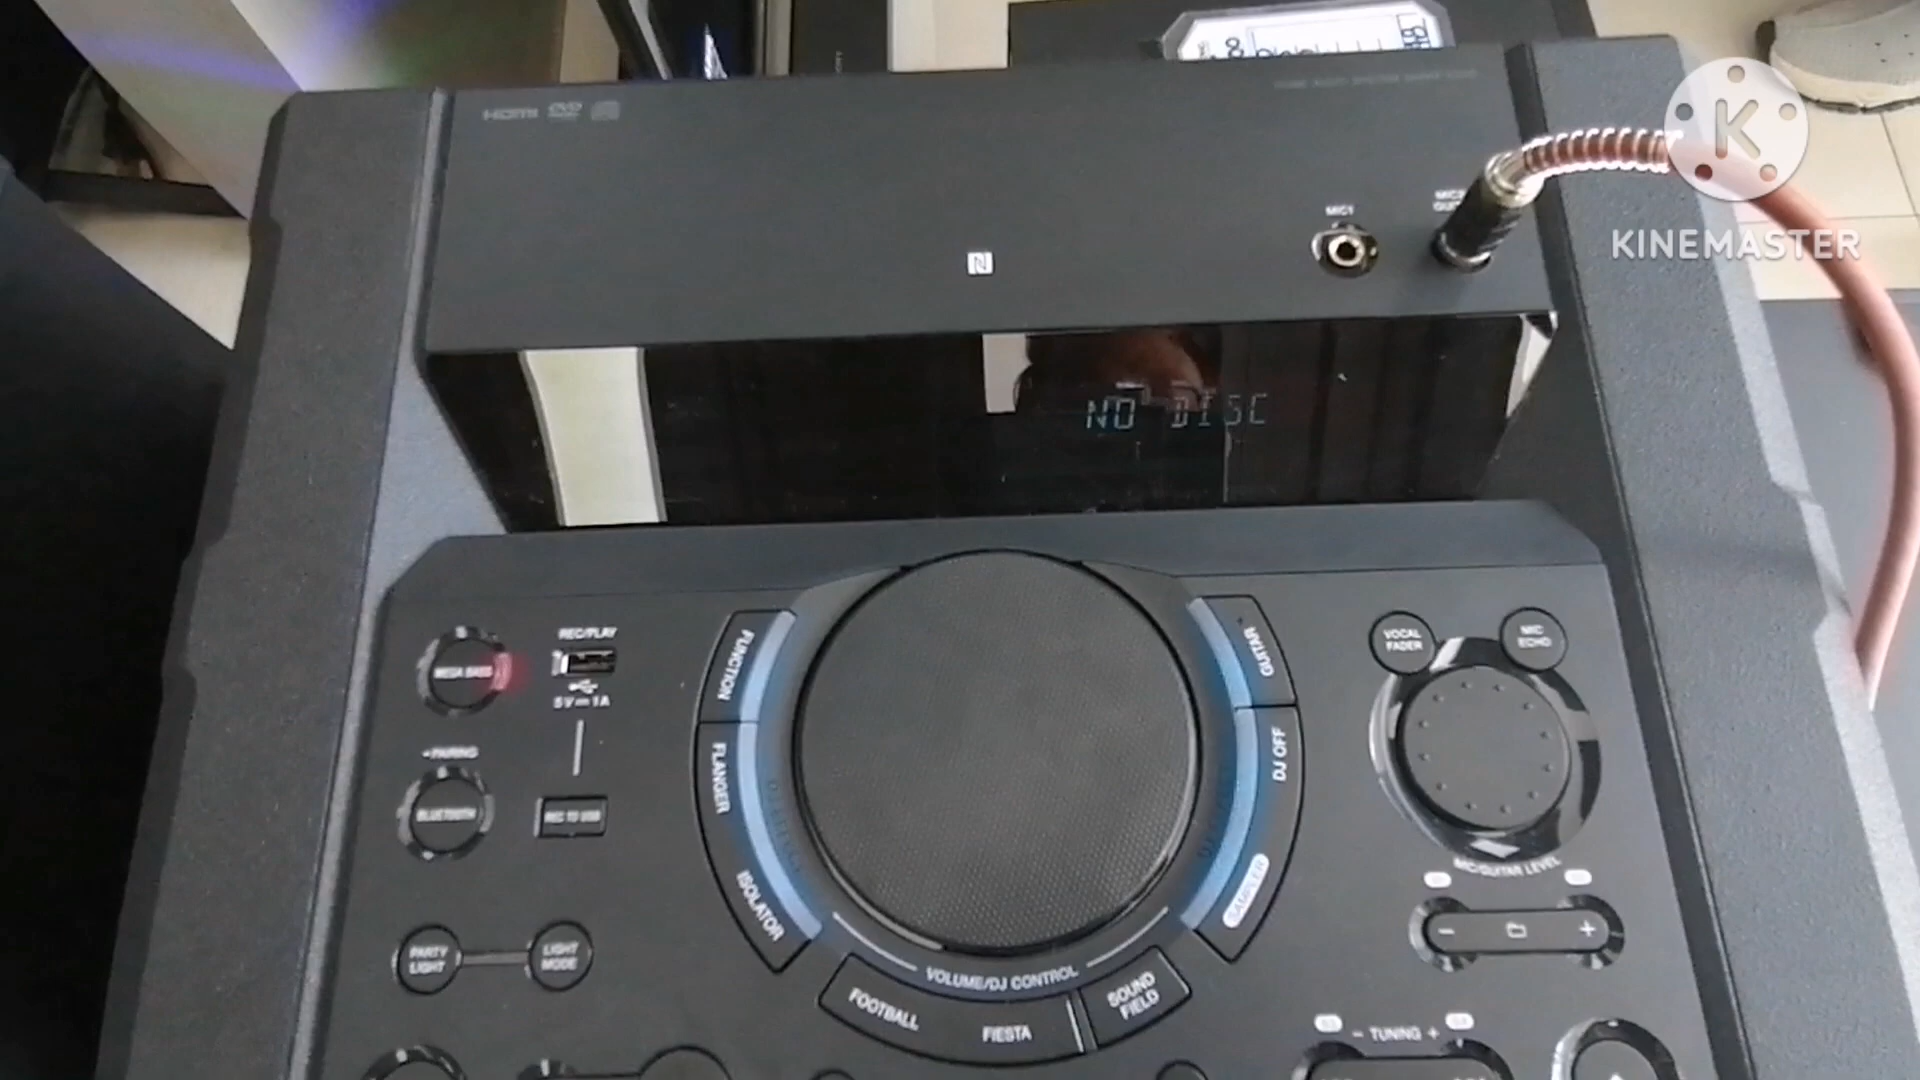 HDMI DVD
MIC1
MIC2
K
KINEMASTER
NO DISC
MEGA BASS
REC/PLAY
5V 1A
FUNCTION
GUITAR
VOCAL
FADER
MIC
ECHO
PAIRING
BLUETOOTH
REC TO USB
FLANGER
DJ OFF
ISOLATOR
SAMPLER
MIC/GUITAR LEVEL
PARTY
LIGHT
LIGHT
MODE
VOLUME/DJ CONTROL
FOOTBALL
FIESTA
SOUND
FIELD
- +
- TUNING +